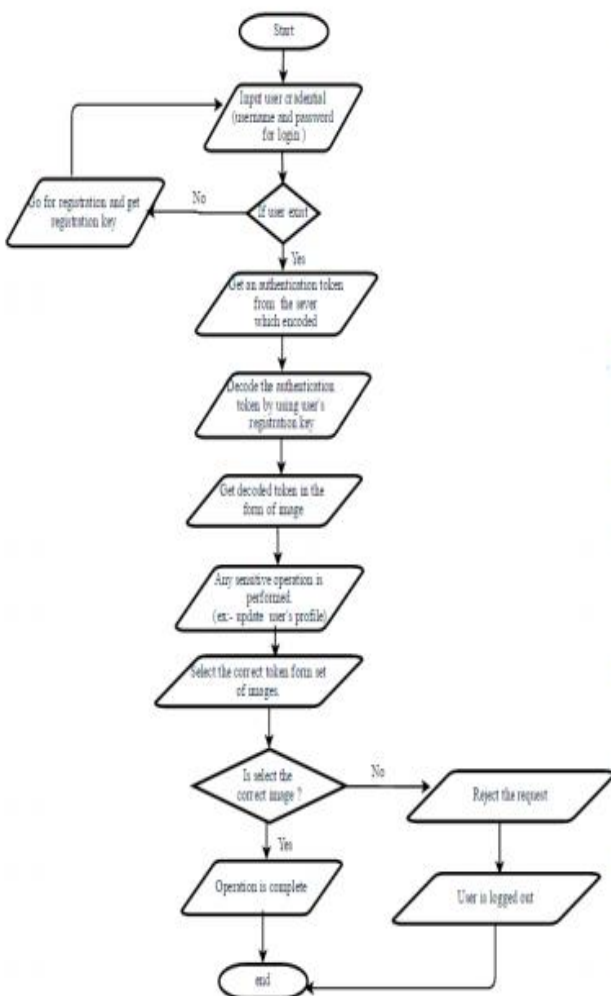 Start
Input user credential
(username and password
for login )
No
Go for registration and get
registration key
If user exist
Yes
Get an authentication token
from the sever
which encoded
Decode the authentication
token by using user's
registration key
Get decoded token in the
form of image
Any sensitive operation is
performed.
(ex:- update user's profile)
Select the correct token form set
of images.
Is select the
correct image ?
No
Reject the request
Yes
Operation is complete
User is logged out
end